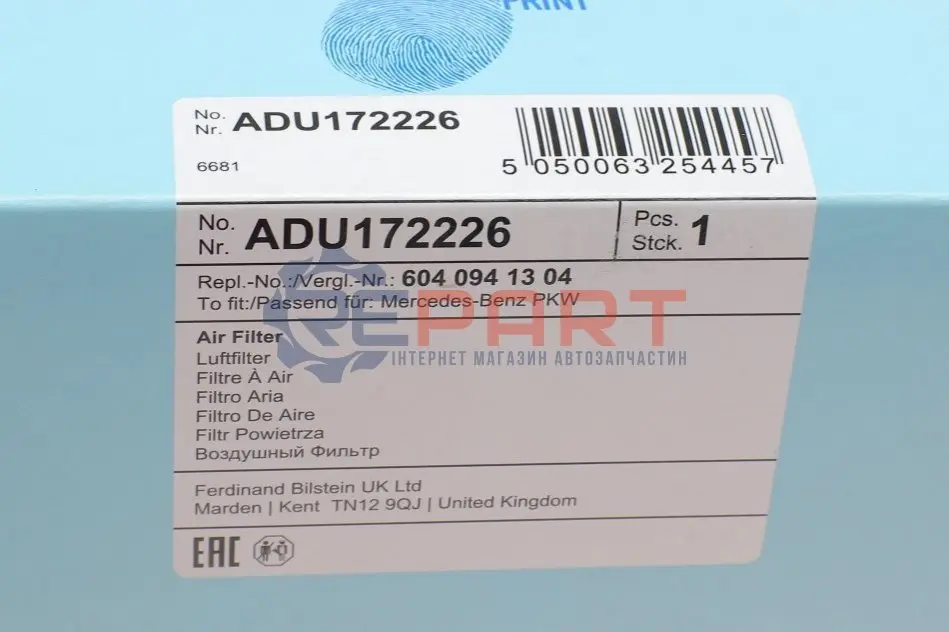 PRINT
No.
Nr. ADU172226
6681
5 050063 254457
No.
Nr. ADU172226
Pcs.
Stck. 1
Repl.-No.:/Vergl.-Nr.: 604 094 13 04
To fit:/Passend für: Mercedes-Benz PKW
REPART
ІНТЕРНЕТ МАГАЗИН АВТОЗАПЧАСТИН
Air Filter
Luftfilter
Filtre À Air
Filtro Aria
Filtro De Aire
Filtr Powietrza
Воздушный Фильтр
Ferdinand Bilstein UK Ltd
Marden | Kent TN12 9QJ | United Kingdom
EAC